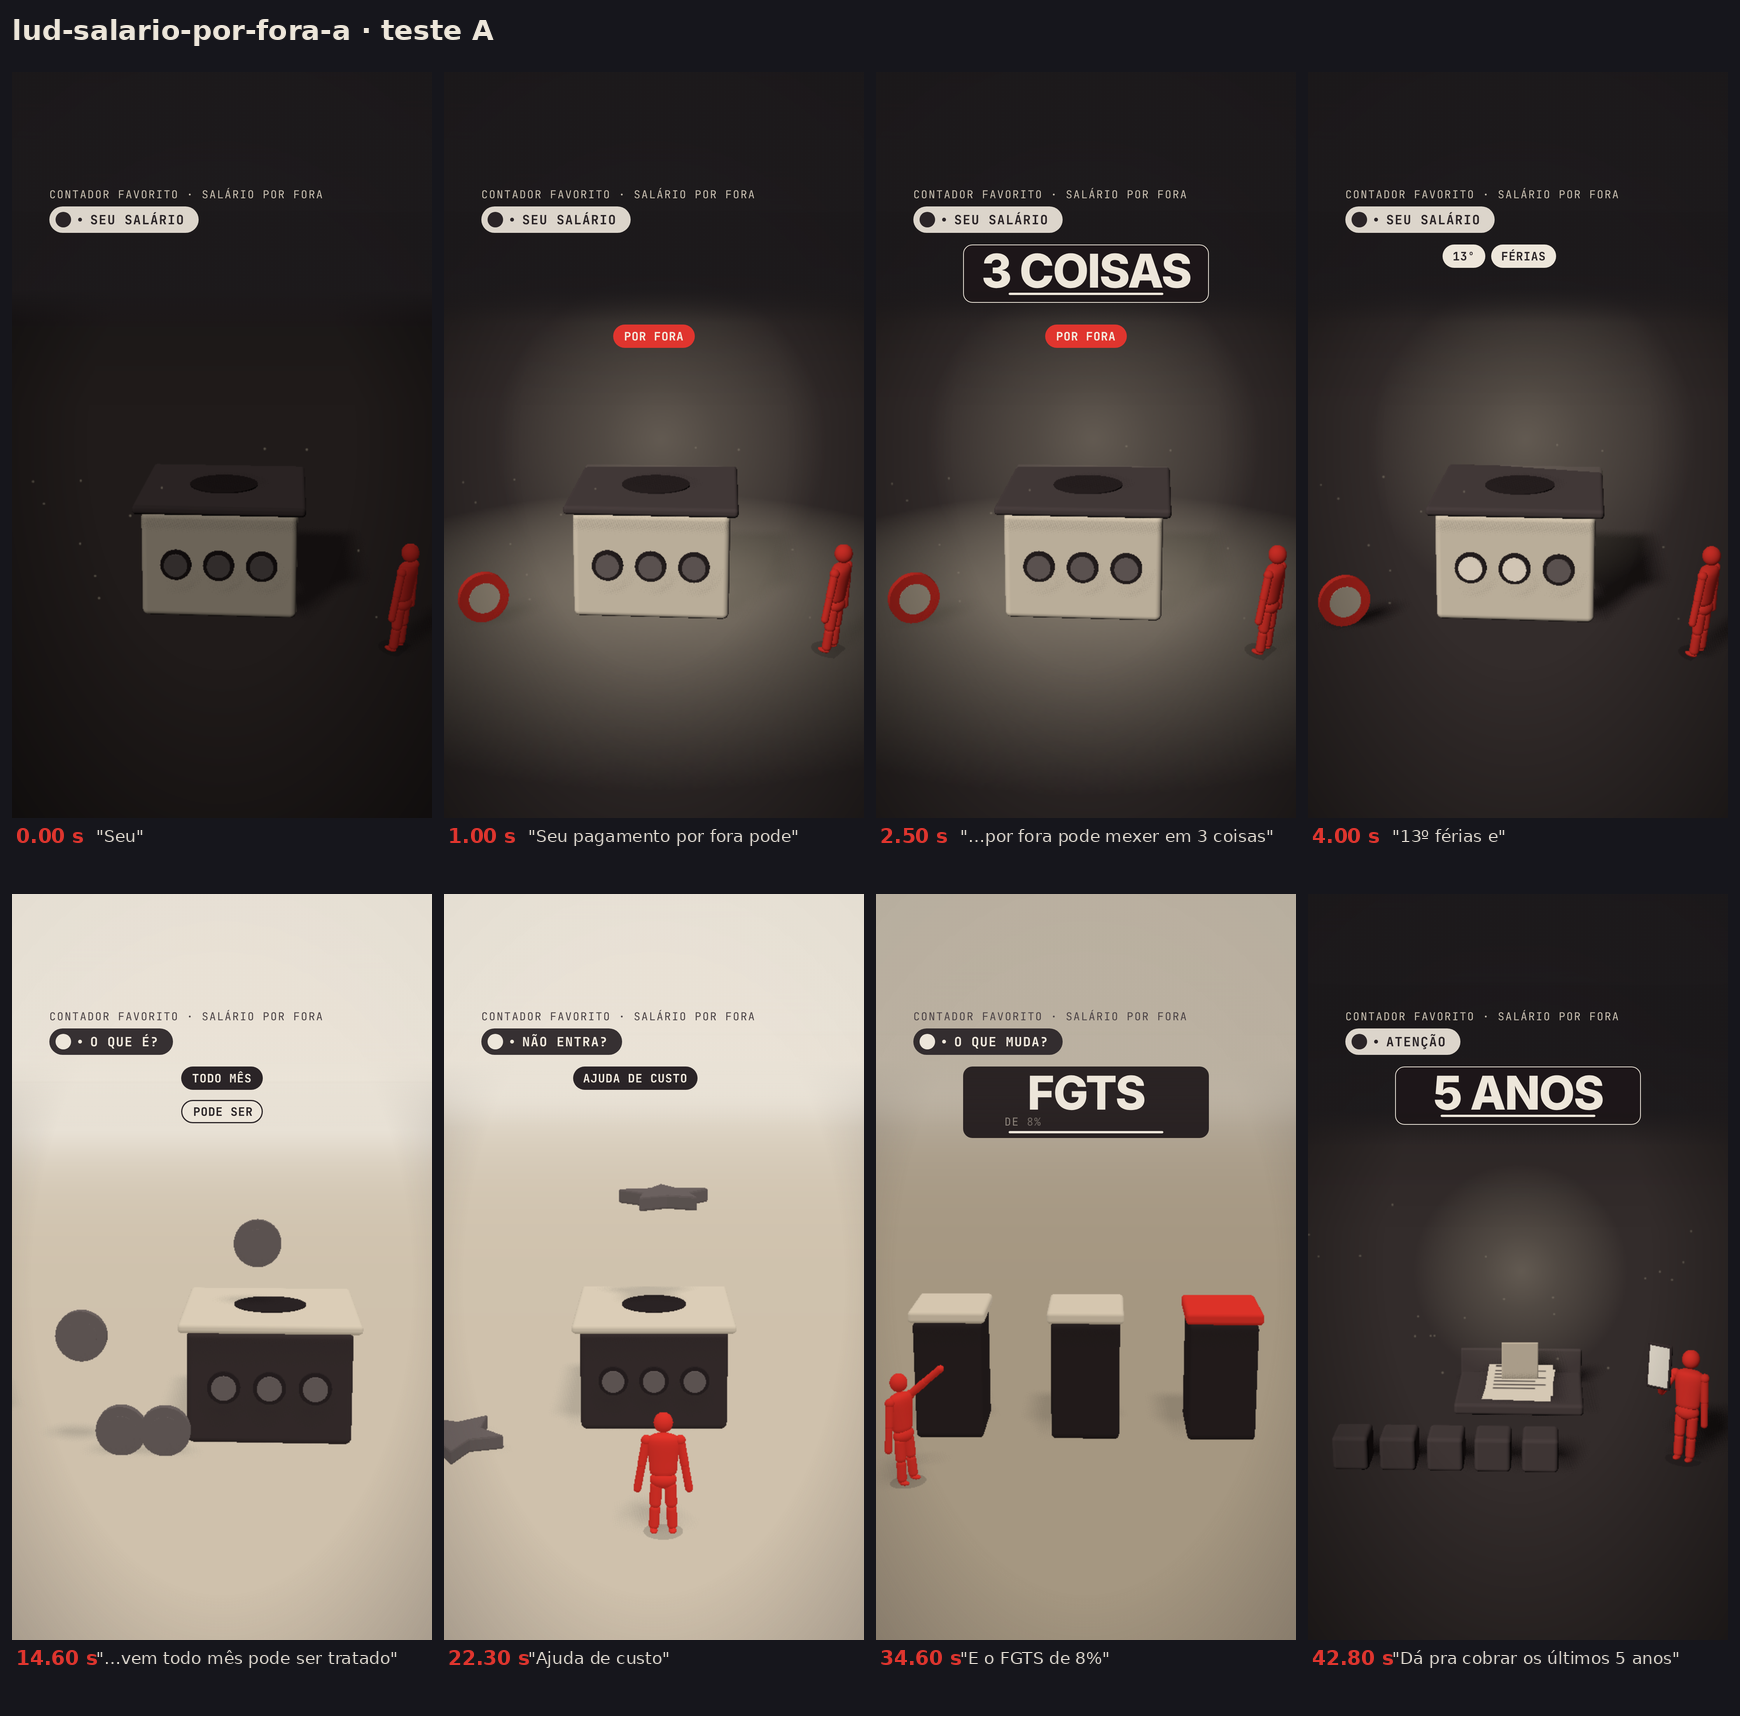 lud-salario-por-fora-a · teste A
CONTADOR FAVORITO · SALÁRIO POR FORA
• SEU SALÁRIO
0.00 s "Seu"
CONTADOR FAVORITO · SALÁRIO POR FORA
• SEU SALÁRIO
POR FORA
1.00 s "Seu pagamento por fora pode"
CONTADOR FAVORITO · SALÁRIO POR FORA
• SEU SALÁRIO
3 COISAS
POR FORA
2.50 s "...por fora pode mexer em 3 coisas"
CONTADOR FAVORITO · SALÁRIO POR FORA
• SEU SALÁRIO
13° FÉRIAS
4.00 s "13º férias e"
CONTADOR FAVORITO · SALÁRIO POR FORA
• O QUE É?
TODO MÊS
PODE SER
14.60 s "...vem todo mês pode ser tratado"
CONTADOR FAVORITO · SALÁRIO POR FORA
• NÃO ENTRA?
AJUDA DE CUSTO
22.30 s "Ajuda de custo"
CONTADOR FAVORITO · SALÁRIO POR FORA
• O QUE MUDA?
FGTS
DE 8%
34.60 s "E o FGTS de 8%"
CONTADOR FAVORITO · SALÁRIO POR FORA
• ATENÇÃO
5 ANOS
42.80 s "Dá pra cobrar os últimos 5 anos"